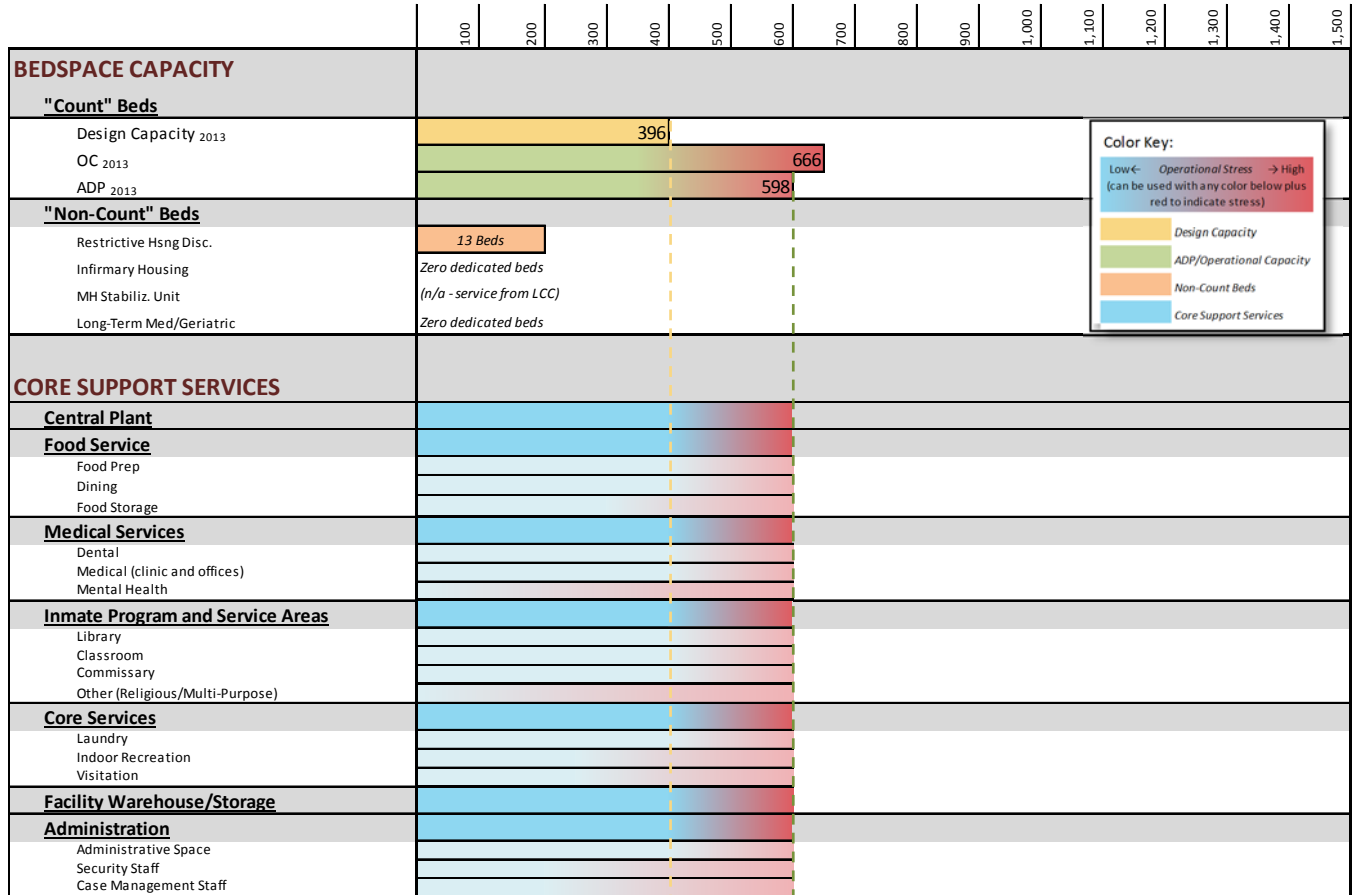 100 200 300 400 500 600 700 800 900 1,000 1,100 1,200 1,300 1,400 1,500
BEDSPACE CAPACITY
"Count" Beds
Design Capacity 2013 396
OC 2013 666
ADP 2013 598
"Non-Count" Beds
Restrictive Hsng Disc. 13 Beds
Infirmary Housing Zero dedicated beds
MH Stabiliz. Unit (n/a - service from LCC)
Long-Term Med/Geriatric Zero dedicated beds
Color Key:
Low← Operational Stress → High
(can be used with any color below plus
red to indicate stress)
Design Capacity
ADP/Operational Capacity
Non-Count Beds
Core Support Services
CORE SUPPORT SERVICES
Central Plant
Food Service
Food Prep
Dining
Food Storage
Medical Services
Dental
Medical (clinic and offices)
Mental Health
Inmate Program and Service Areas
Library
Classroom
Commissary
Other (Religious/Multi-Purpose)
Core Services
Laundry
Indoor Recreation
Visitation
Facility Warehouse/Storage
Administration
Administrative Space
Security Staff
Case Management Staff